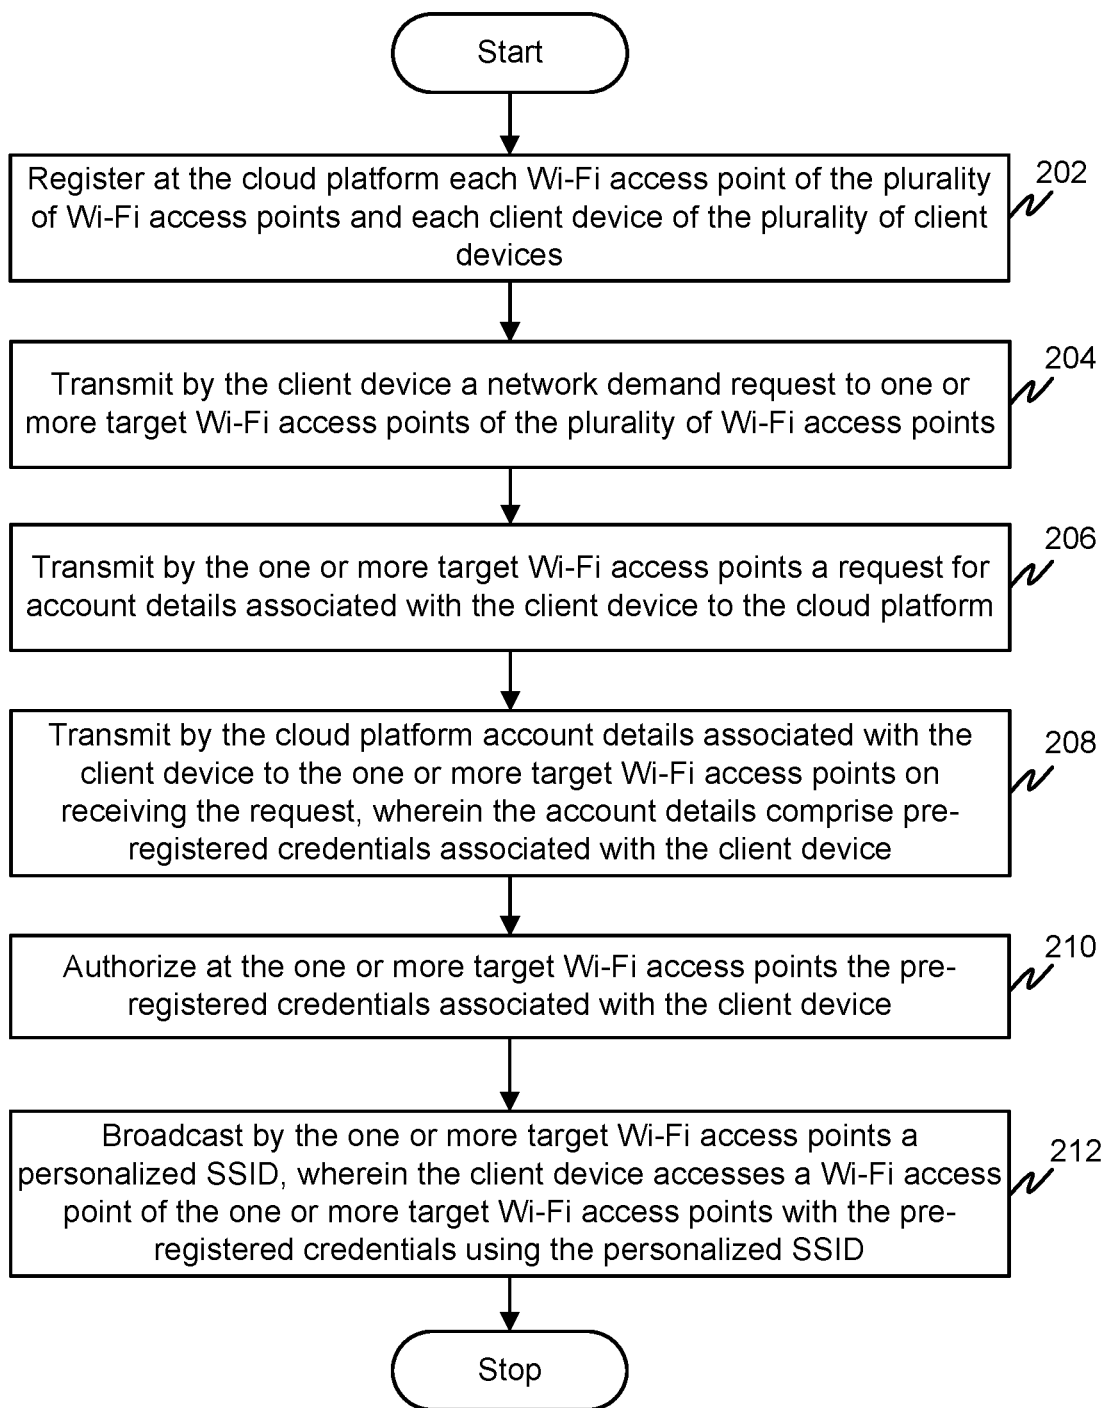 Start
Register at the cloud platform each Wi-Fi access point of the plurality
of Wi-Fi access points and each client device of the plurality of client
devices
202
Transmit by the client device a network demand request to one or
more target Wi-Fi access points of the plurality of Wi-Fi access points
204
Transmit by the one or more target Wi-Fi access points a request for
account details associated with the client device to the cloud platform
206
Transmit by the cloud platform account details associated with the
client device to the one or more target Wi-Fi access points on
receiving the request, wherein the account details comprise pre-
registered credentials associated with the client device
208
Authorize at the one or more target Wi-Fi access points the pre-
registered credentials associated with the client device
210
Broadcast by the one or more target Wi-Fi access points a
personalized SSID, wherein the client device accesses a Wi-Fi access
point of the one or more target Wi-Fi access points with the pre-
registered credentials using the personalized SSID
212
Stop